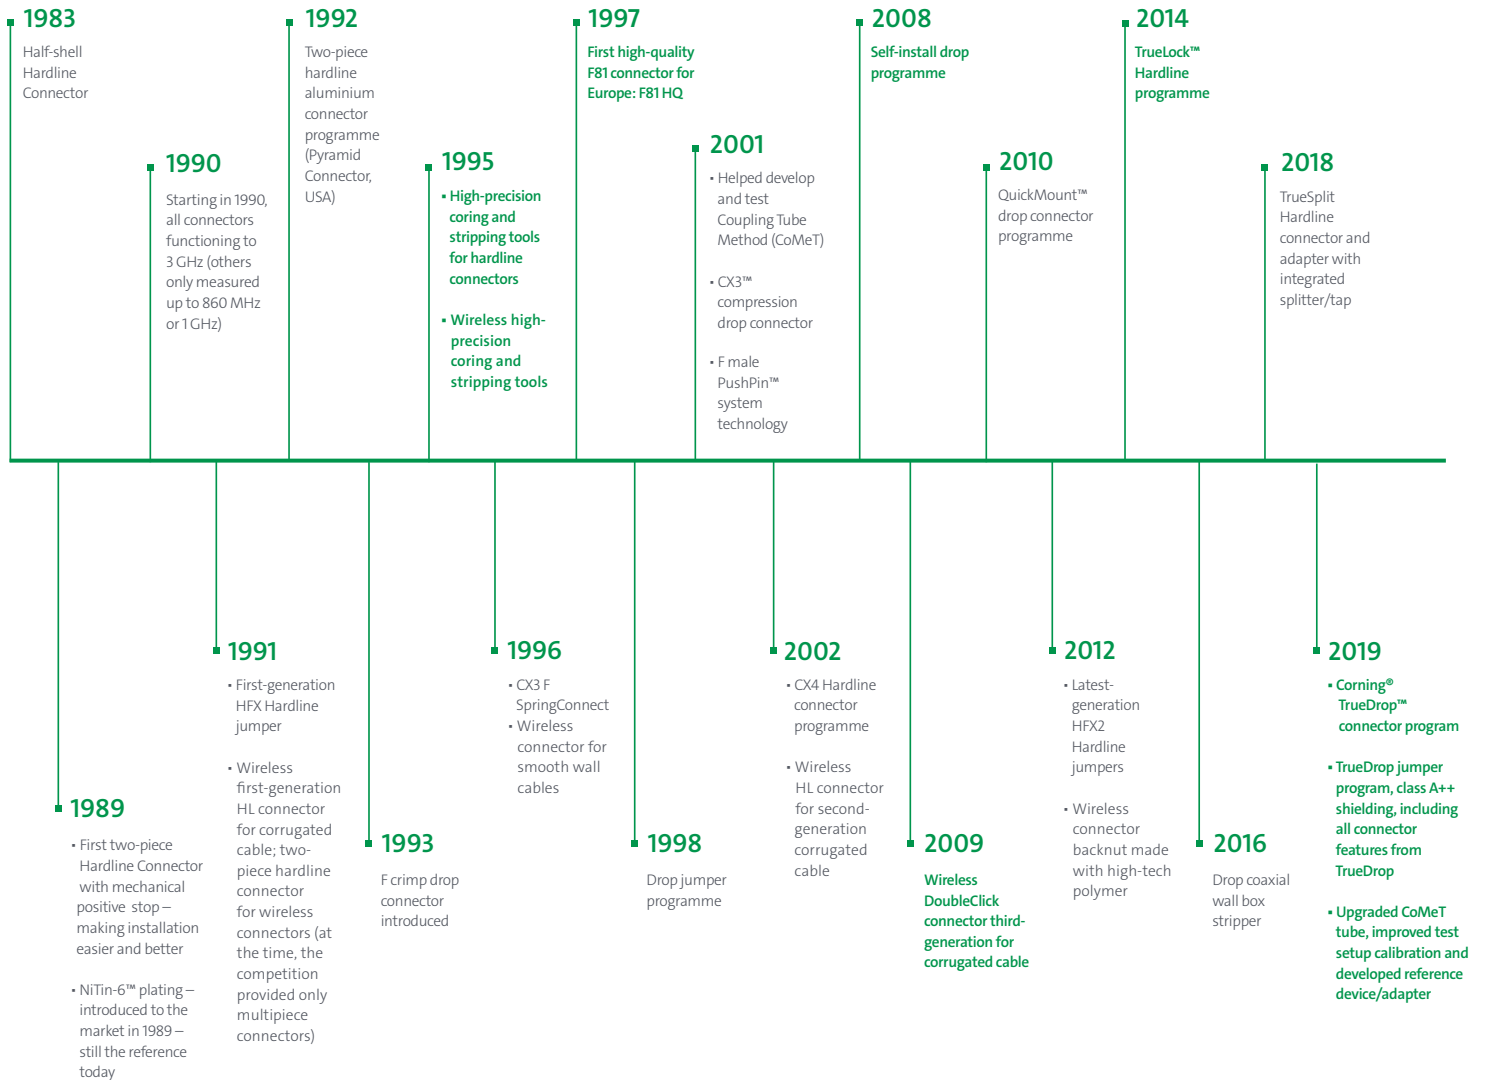 1983
Half-shell
Hardline
Connector
1990
Starting in 1990,
all connectors
functioning to
3 GHz (others
only measured
up to 860 MHz
or 1 GHz)
1992
Two-piece
hardline
aluminium
connector
programme
(Pyramid
Connector,
USA)
1995
▪ High-precision
coring and
stripping tools
for hardline
connectors
▪ Wireless high-
precision
coring and
stripping tools
1997
First high-quality
F81 connector for
Europe: F81 HQ
2001
▪ Helped develop
and test
Coupling Tube
Method (CoMeT)
▪ CX3™
compression
drop connector
▪ F male
PushPin™
system
technology
2008
Self-install drop
programme
2010
QuickMount™
drop connector
programme
2014
TrueLock™
Hardline
programme
2018
TrueSplit
Hardline
connector and
adapter with
integrated
splitter/tap
1989
▪ First two-piece
Hardline Connector
with mechanical
positive stop –
making installation
easier and better
▪ NiTin-6™ plating –
introduced to the
market in 1989 –
still the reference
today
1991
▪ First-generation
HFX Hardline
jumper
▪ Wireless
first-generation
HL connector
for corrugated
cable; two-
piece hardline
connector
for wireless
connectors (at
the time, the
competition
provided only
multipiece
connectors)
1993
F crimp drop
connector
introduced
1996
▪ CX3 F
SpringConnect
▪ Wireless
connector for
smooth wall
cables
1998
Drop jumper
programme
2002
▪ CX4 Hardline
connector
programme
▪ Wireless
HL connector
for second-
generation
corrugated
cable
2009
Wireless
DoubleClick
connector third-
generation for
corrugated cable
2012
▪ Latest-
generation
HFX2
Hardline
jumpers
▪ Wireless
connector
backnut made
with high-tech
polymer
2016
Drop coaxial
wall box
stripper
2019
▪ Corning®
TrueDrop™
connector program
▪ TrueDrop jumper
program, class A++
shielding, including
all connector
features from
TrueDrop
▪ Upgraded CoMeT
tube, improved test
setup calibration and
developed reference
device/adapter